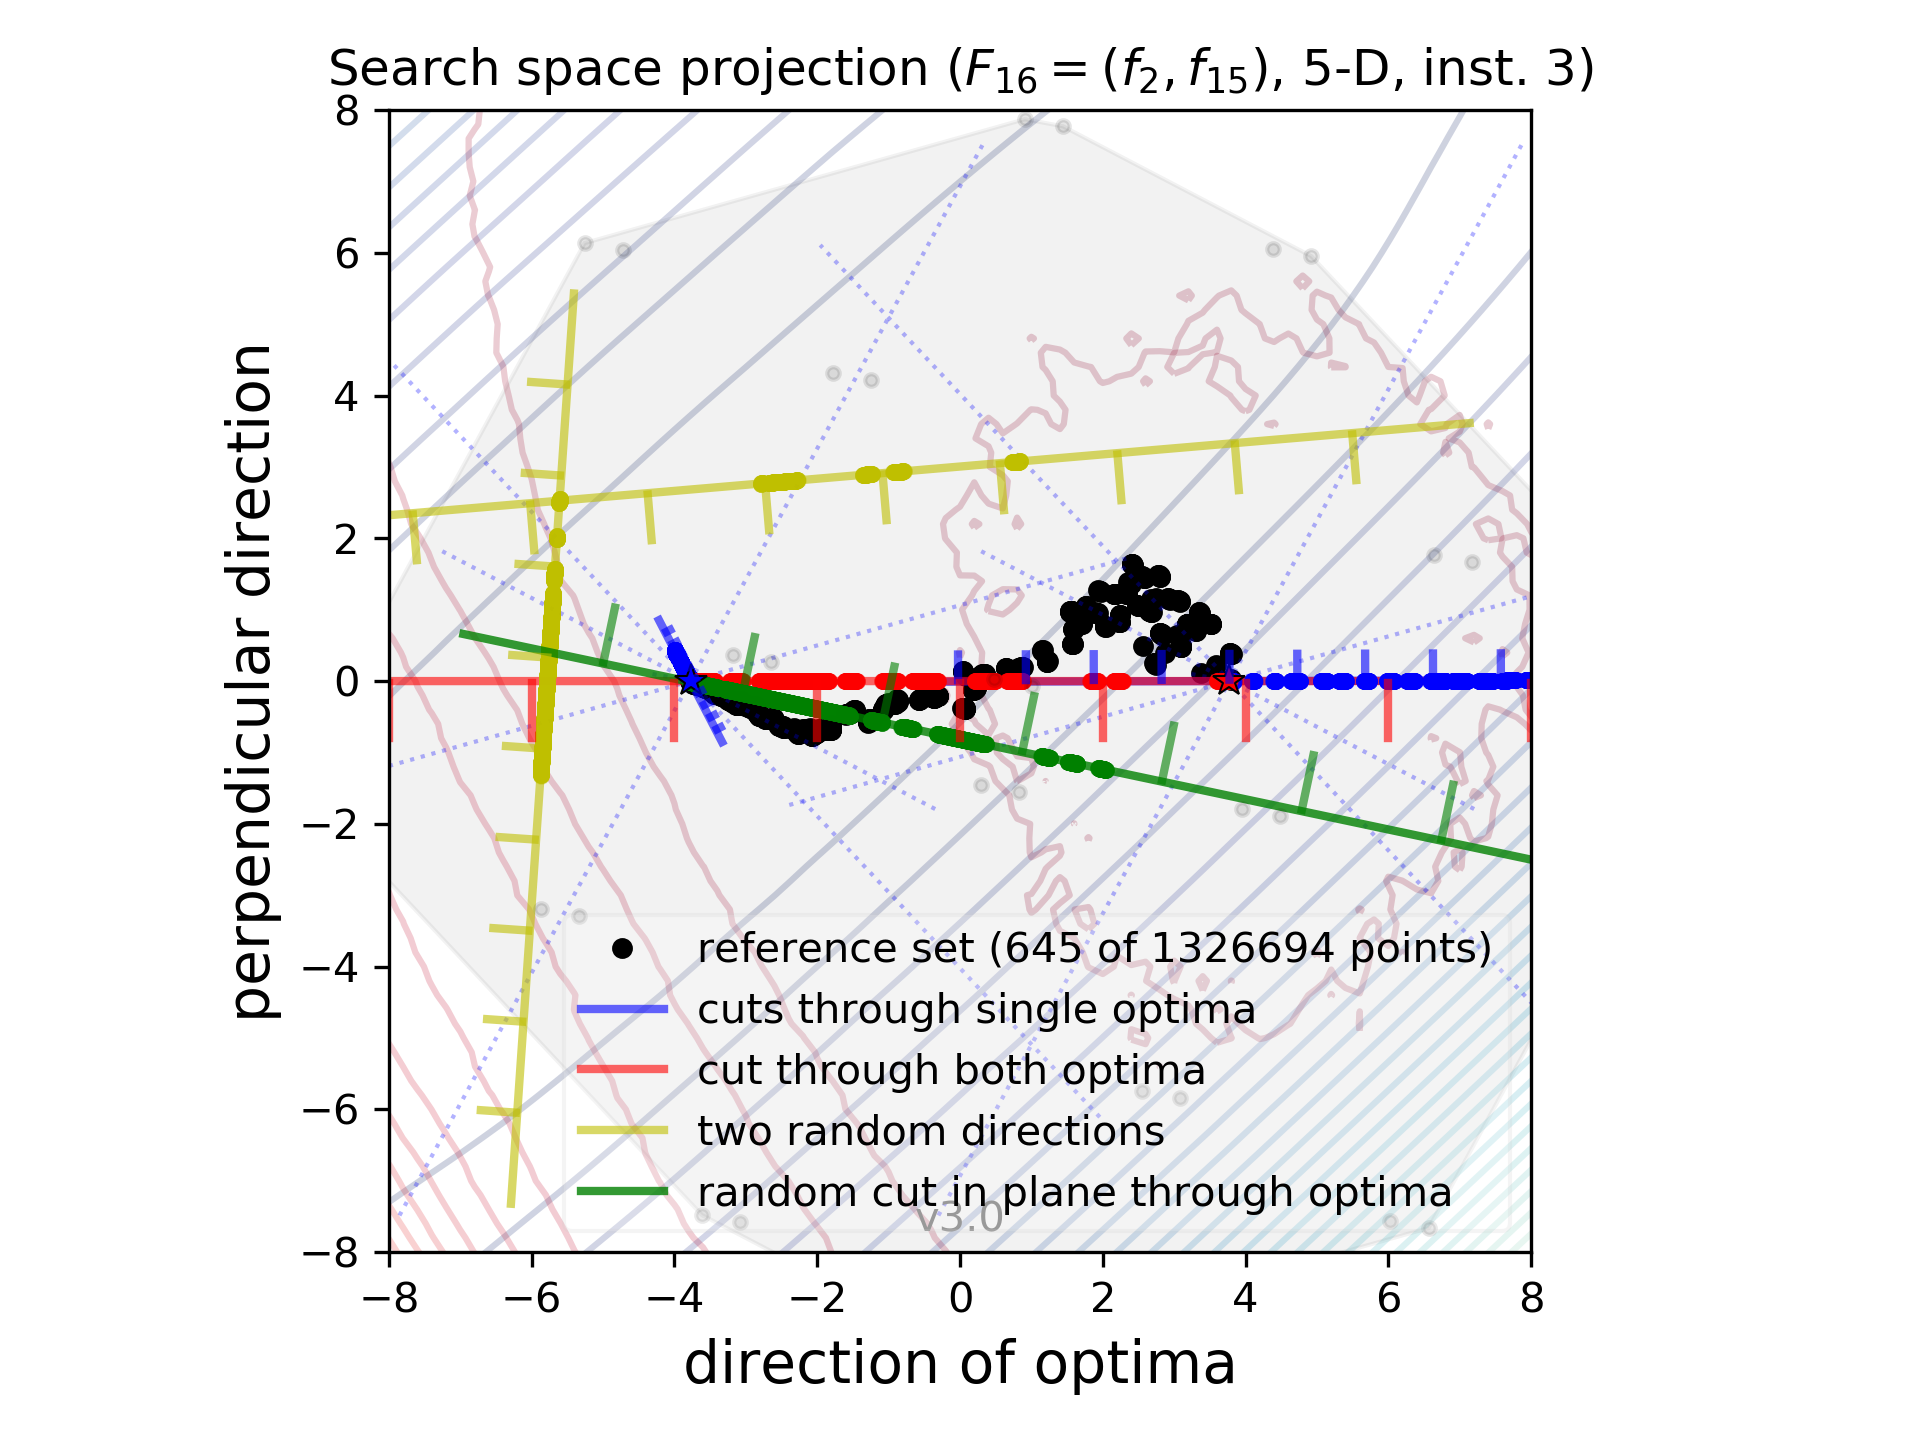 Search space projection (F₁₆ = (f₂, f₁₅), 5-D, inst. 3)
8
6
4
2
0
−2
−4
−6
−8
perpendicular direction
reference set (645 of 1326694 points)
cuts through single optima
cut through both optima
two random directions
random cut in plane through optima
v3.0
−8 −6 −4 −2 0 2 4 6 8
direction of optima